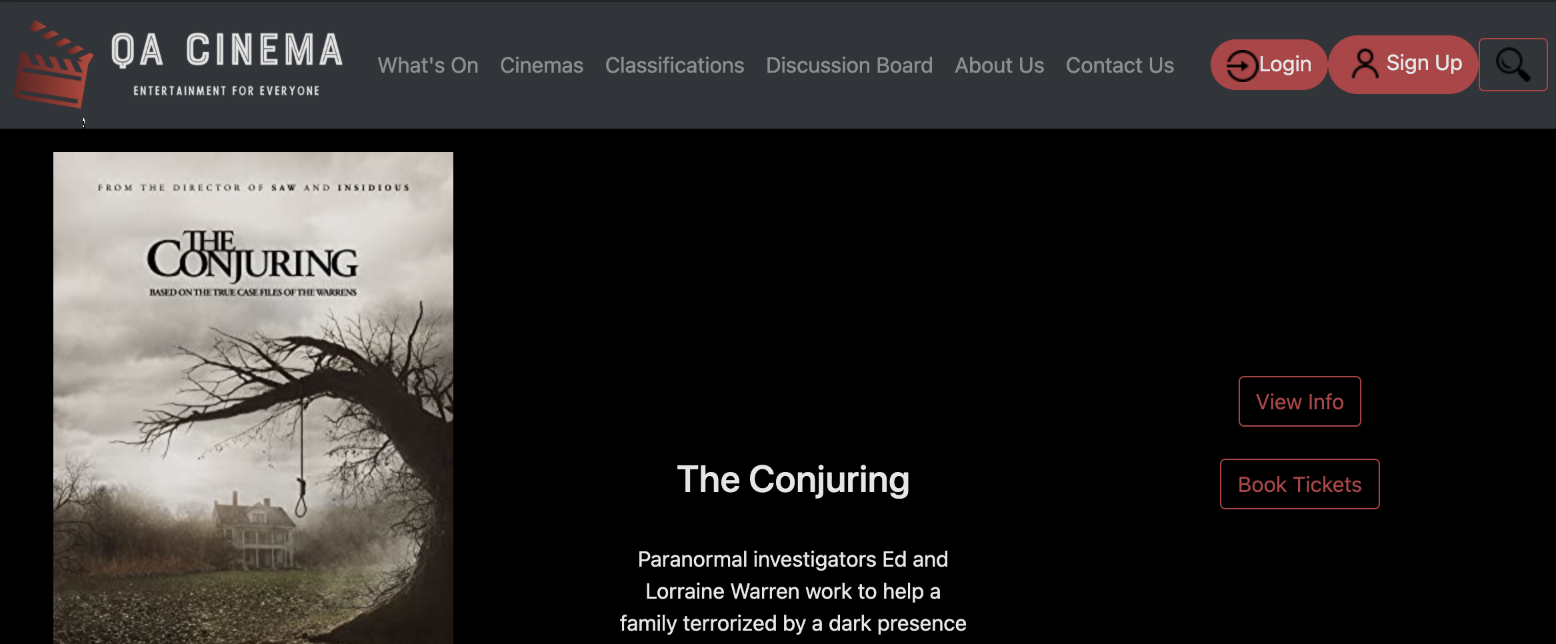 QA CINEMA
ENTERTAINMENT FOR EVERYONE
What's On Cinemas Classifications Discussion Board About Us Contact Us Login Sign Up
FROM THE DIRECTOR OF SAW AND INSIDIOUS
THE
CONJURING
BASED ON THE TRUE CASE FILES OF THE WARRENS
The Conjuring
Paranormal investigators Ed and
Lorraine Warren work to help a
family terrorized by a dark presence
View Info
Book Tickets